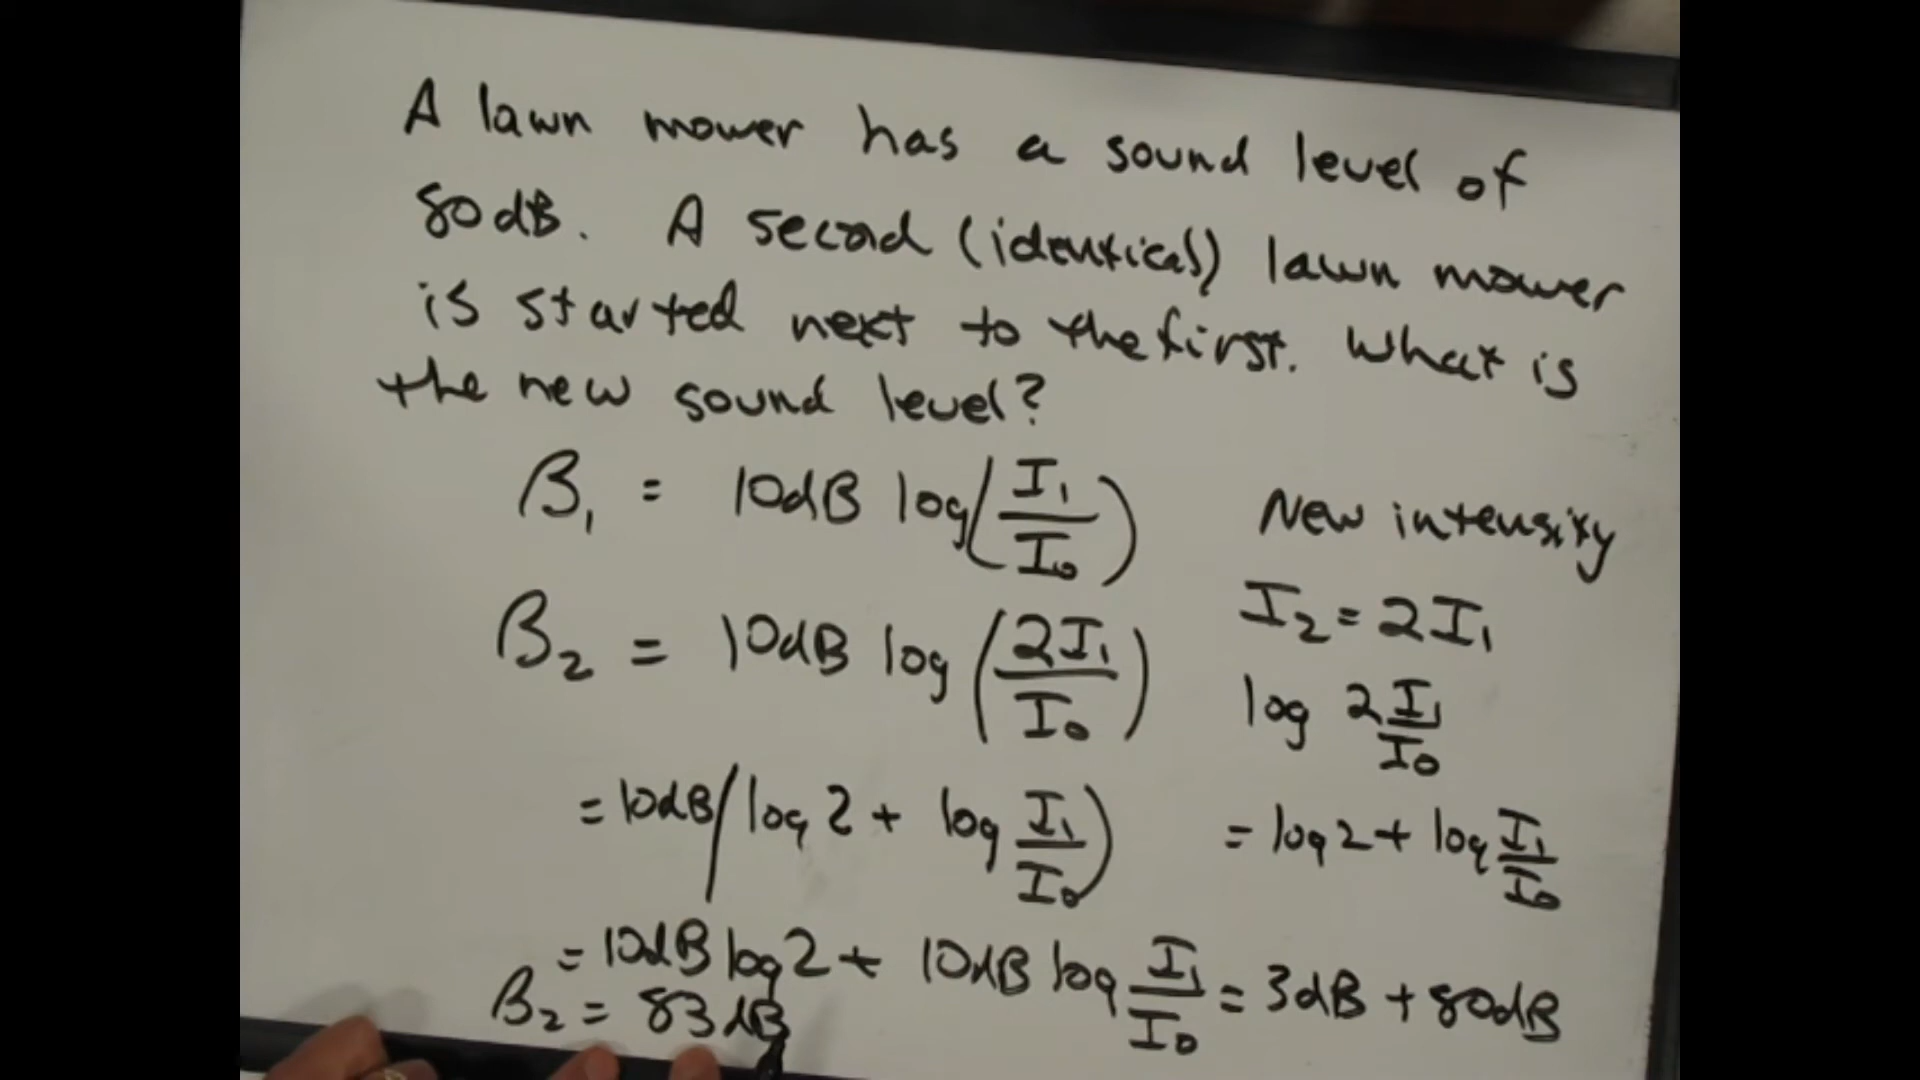 A lawn mower has a sound level of
80dB. A second (identical) lawn mower
is started next to the first. What is
the new sound level?
β₁ = 10dB log(I₁/I₀)
New intensity
I₂ = 2I₁
β₂ = 10dB log(2I₁/I₀)
log 2 I₁/I₀
= 10dB(log 2 + log I₁/I₀)
= log 2 + log I₁/I₀
= 10dB log 2 + 10dB log I₁/I₀ = 3dB + 80dB
β₂ = 83dB